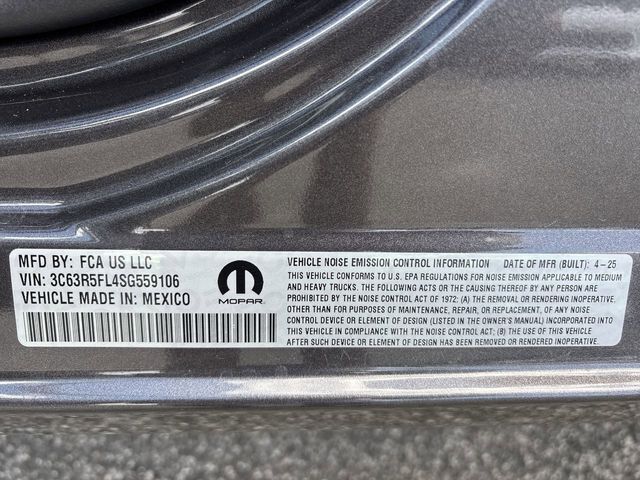 MFD BY: FCA US LLC
VIN: 3C63R5FL4SG559106
VEHICLE MADE IN: MEXICO
MOPAR
VEHICLE NOISE EMISSION CONTROL INFORMATION DATE OF MFR (BUILT): 4-25
THIS VEHICLE CONFORMS TO U.S. EPA REGULATIONS FOR NOISE EMISSION APPLICABLE TO MEDIUM
AND HEAVY TRUCKS. THE FOLLOWING ACTS OR THE CAUSING THEREOF BY ANY PERSON ARE
PROHIBITED BY THE NOISE CONTROL ACT OF 1972: (A) THE REMOVAL OR RENDERING INOPERATIVE,
OTHER THAN FOR PURPOSES OF MAINTENANCE, REPAIR, OR REPLACEMENT, OF ANY NOISE
CONTROL DEVICE OR ELEMENT OF DESIGN (LISTED IN THE OWNER'S MANUAL) INCORPORATED INTO
THIS VEHICLE IN COMPLIANCE WITH THE NOISE CONTROL ACT; (B) THE USE OF THIS VEHICLE
AFTER SUCH DEVICE OR ELEMENT OF DESIGN HAS BEEN REMOVED OR RENDERED INOPERATIVE.